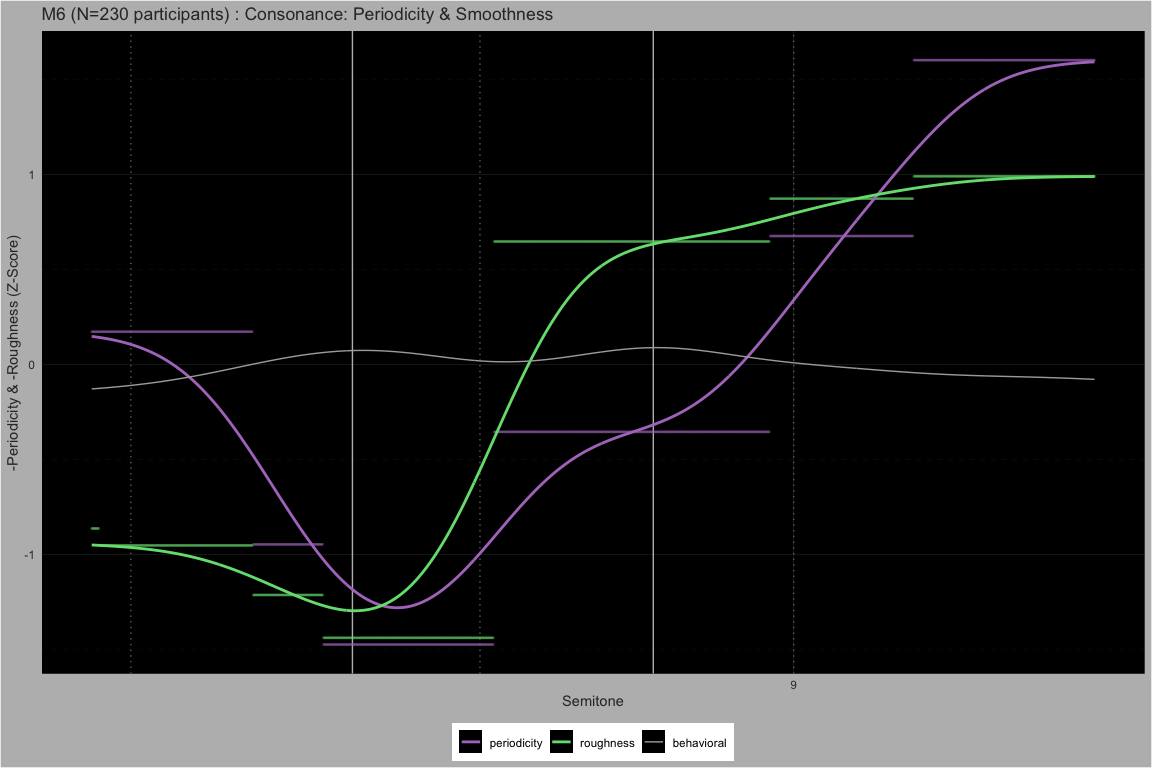 M6 (N=230 participants) : Consonance: Periodicity & Smoothness
-Periodicity & -Roughness (Z-Score)
1
0
-1
9
Semitone
periodicity roughness behavioral